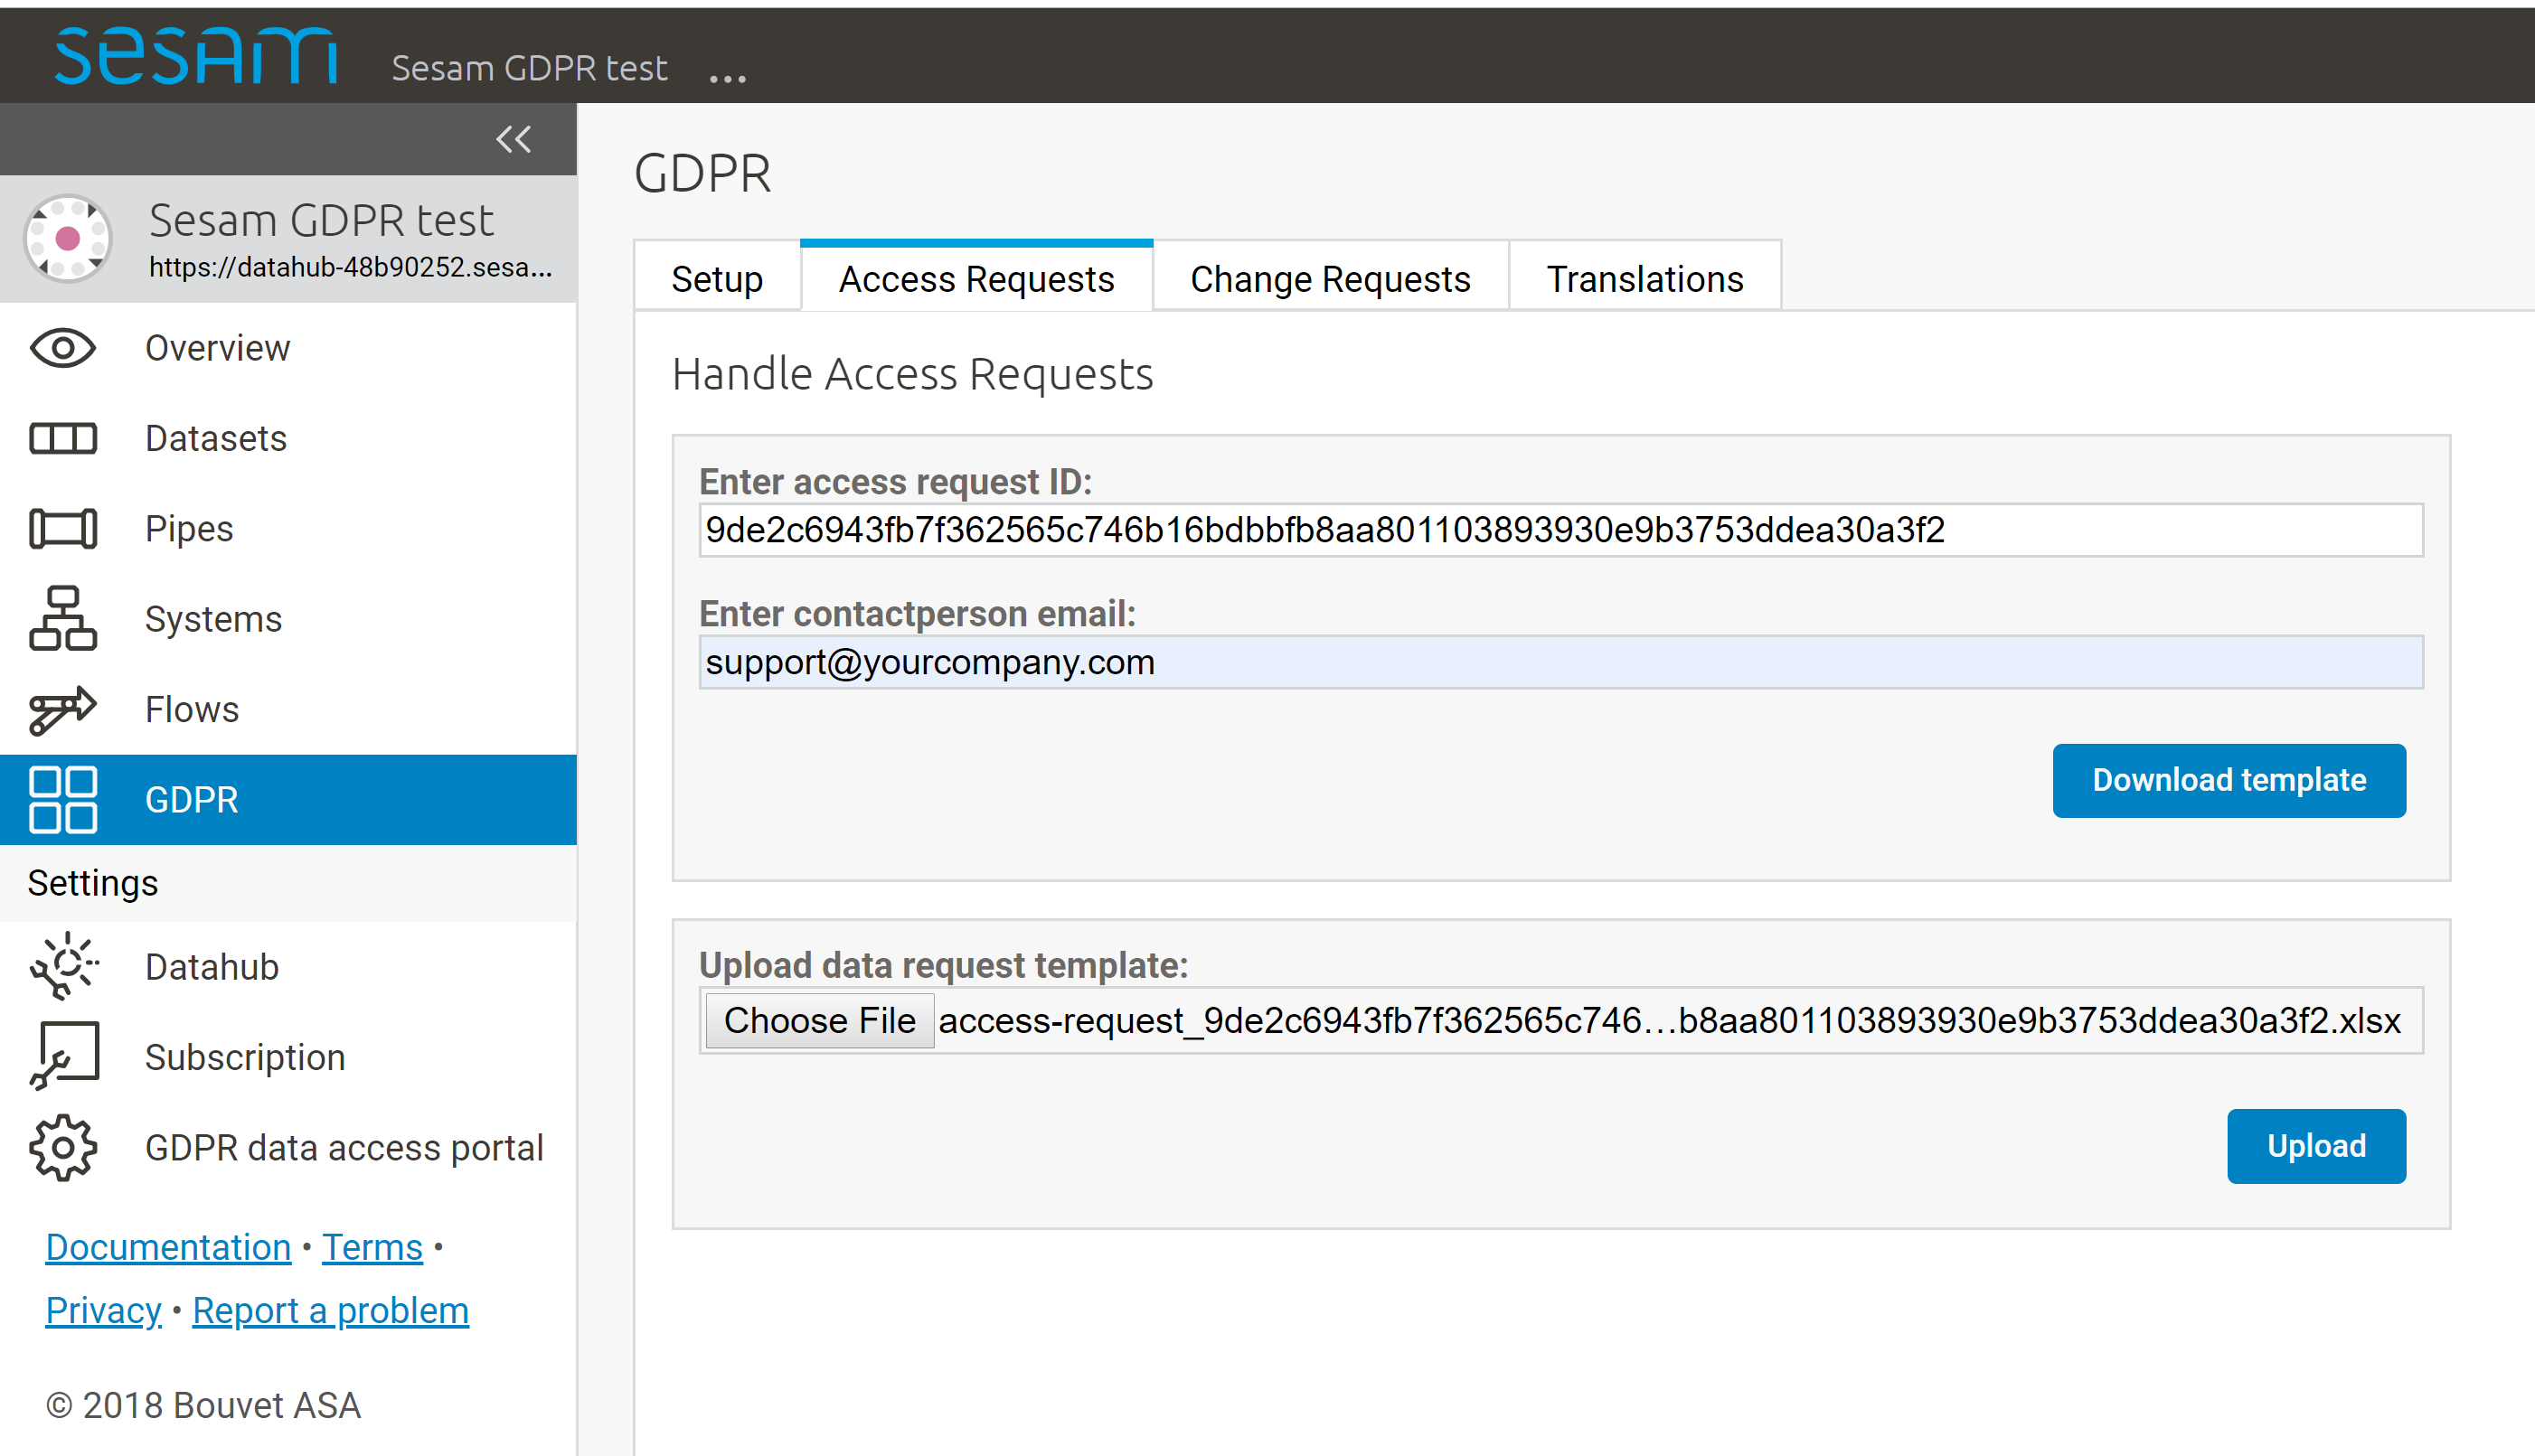 sesam
Sesam GDPR test ...
Sesam GDPR test
https://datahub-48b90252.sesa...
Overview
Datasets
Pipes
Systems
Flows
GDPR
Settings
Datahub
Subscription
GDPR data access portal
Documentation • Terms •
Privacy • Report a problem
© 2018 Bouvet ASA
GDPR
Setup
Access Requests
Change Requests
Translations
Handle Access Requests
Enter access request ID:
9de2c6943fb7f362565c746b16bdbbfb8aa801103893930e9b3753ddea30a3f2
Enter contactperson email:
support@yourcompany.com
Download template
Upload data request template:
Choose File access-request_9de2c6943fb7f362565c746...b8aa801103893930e9b3753ddea30a3f2.xlsx
Upload